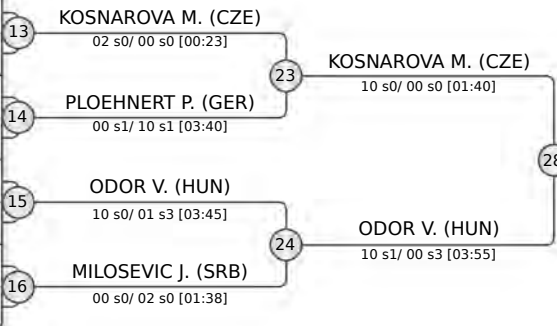 KOSNAROVA M. (CZE)
13
02 s0/ 00 s0 [00:23]
23
KOSNAROVA M. (CZE)
10 s0/ 00 s0 [01:40]
PLOEHNERT P. (GER)
14
00 s1/ 10 s1 [03:40]
28
ODOR V. (HUN)
15
10 s0/ 01 s3 [03:45]
24
ODOR V. (HUN)
10 s1/ 00 s3 [03:55]
MILOSEVIC J. (SRB)
16
00 s0/ 02 s0 [01:38]